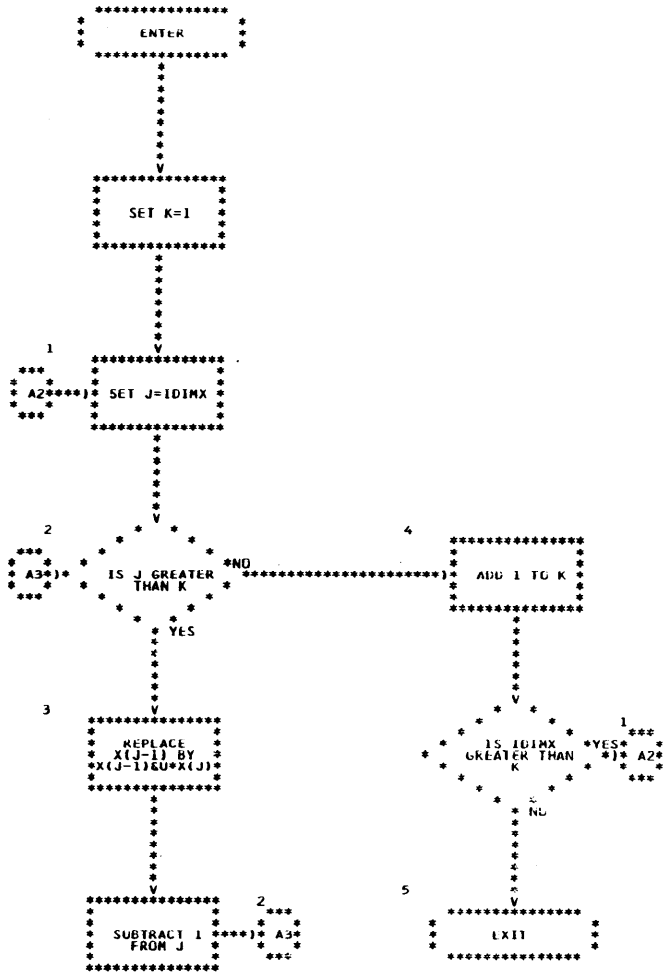 ENTER
SET K=1
1
A2
SET J=IDIMX
2
A3
IS J GREATER
THAN K
NO
YES
4
ADD 1 TO K
3
REPLACE
X(J-1) BY
X(J-1)&U*X(J)
IS IDIMX
GREATER THAN
K
YES
1
A2
NO
SUBTRACT 1
FROM J
2
A3
5
EXIT